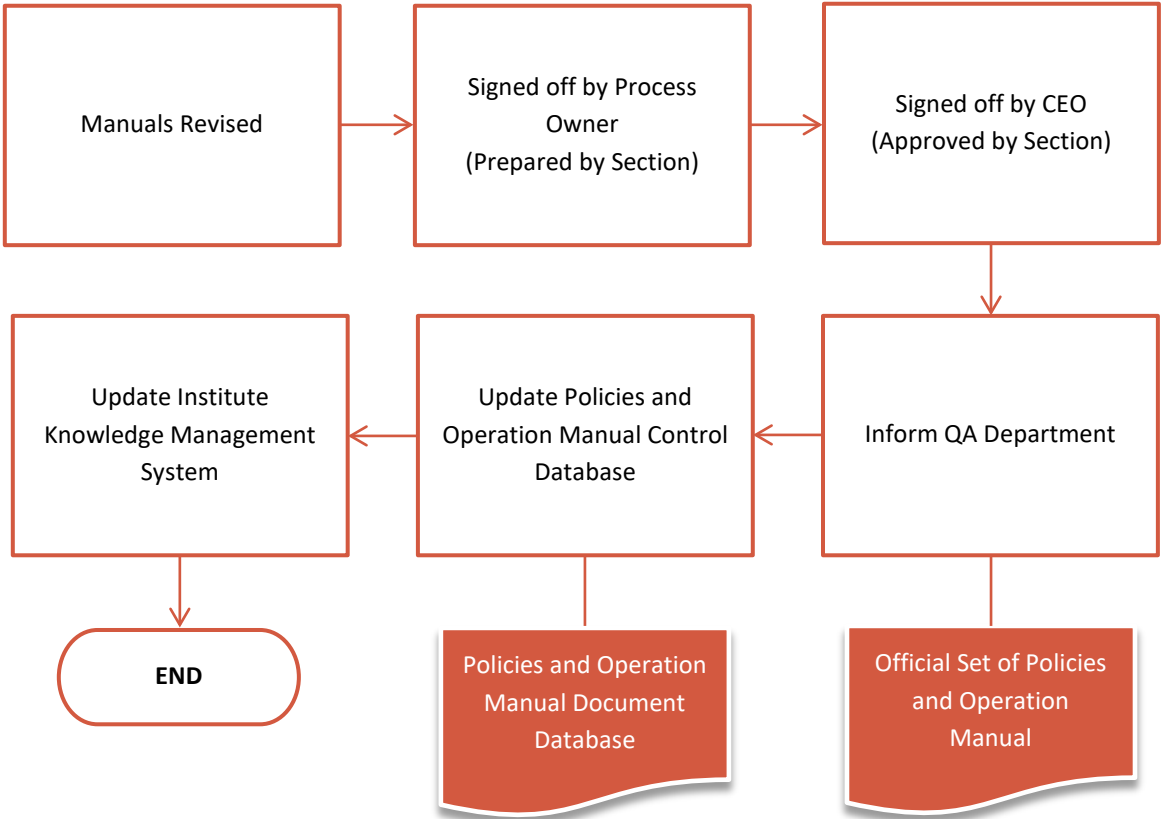 Manuals Revised
Signed off by Process
Owner
(Prepared by Section)
Signed off by CEO
(Approved by Section)
Inform QA Department
Update Policies and
Operation Manual Control
Database
Update Institute
Knowledge Management
System
END
Policies and Operation
Manual Document
Database
Official Set of Policies
and Operation
Manual